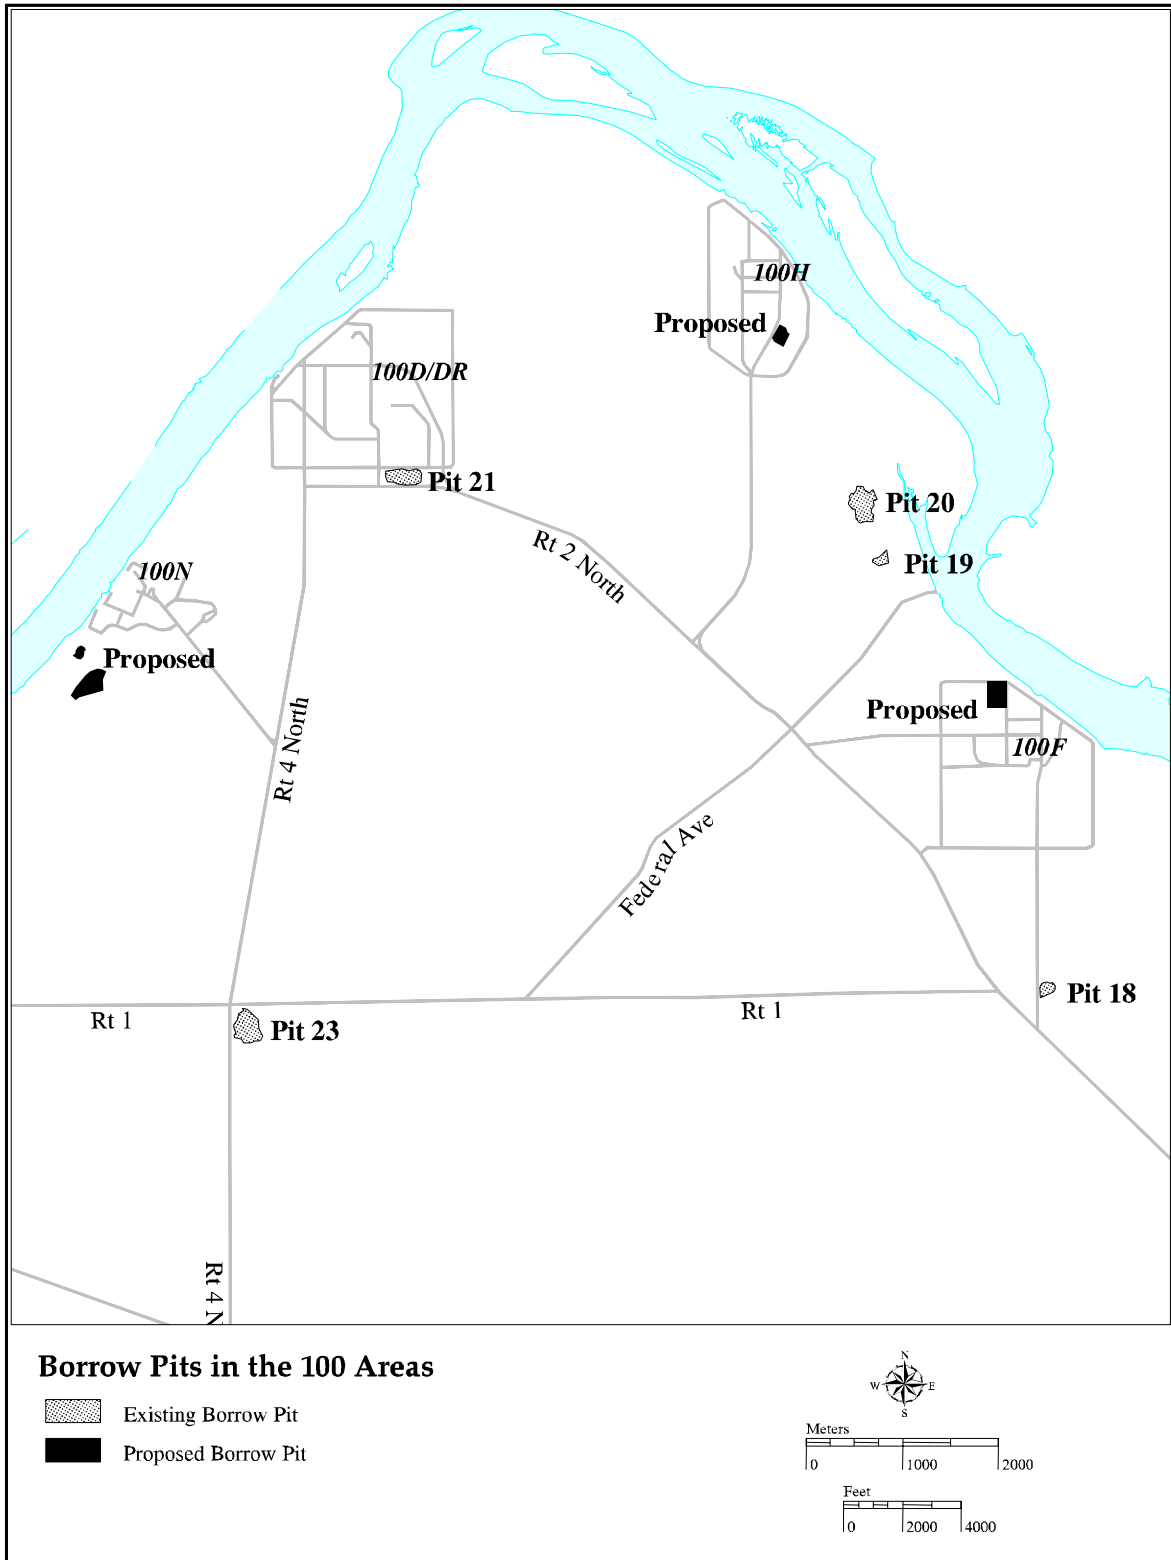 100H
Proposed
100D/DR
Pit 21
Pit 20
Rt 2 North
Pit 19
100N
Proposed
Rt 4 North
Proposed
100F
Federal Ave
Pit 18
Rt 1
Rt 1
Pit 23
Rt 4 N
Borrow Pits in the 100 Areas
Existing Borrow Pit
Proposed Borrow Pit
N
W E
S
Meters
0 1000 2000
Feet
0 2000 4000